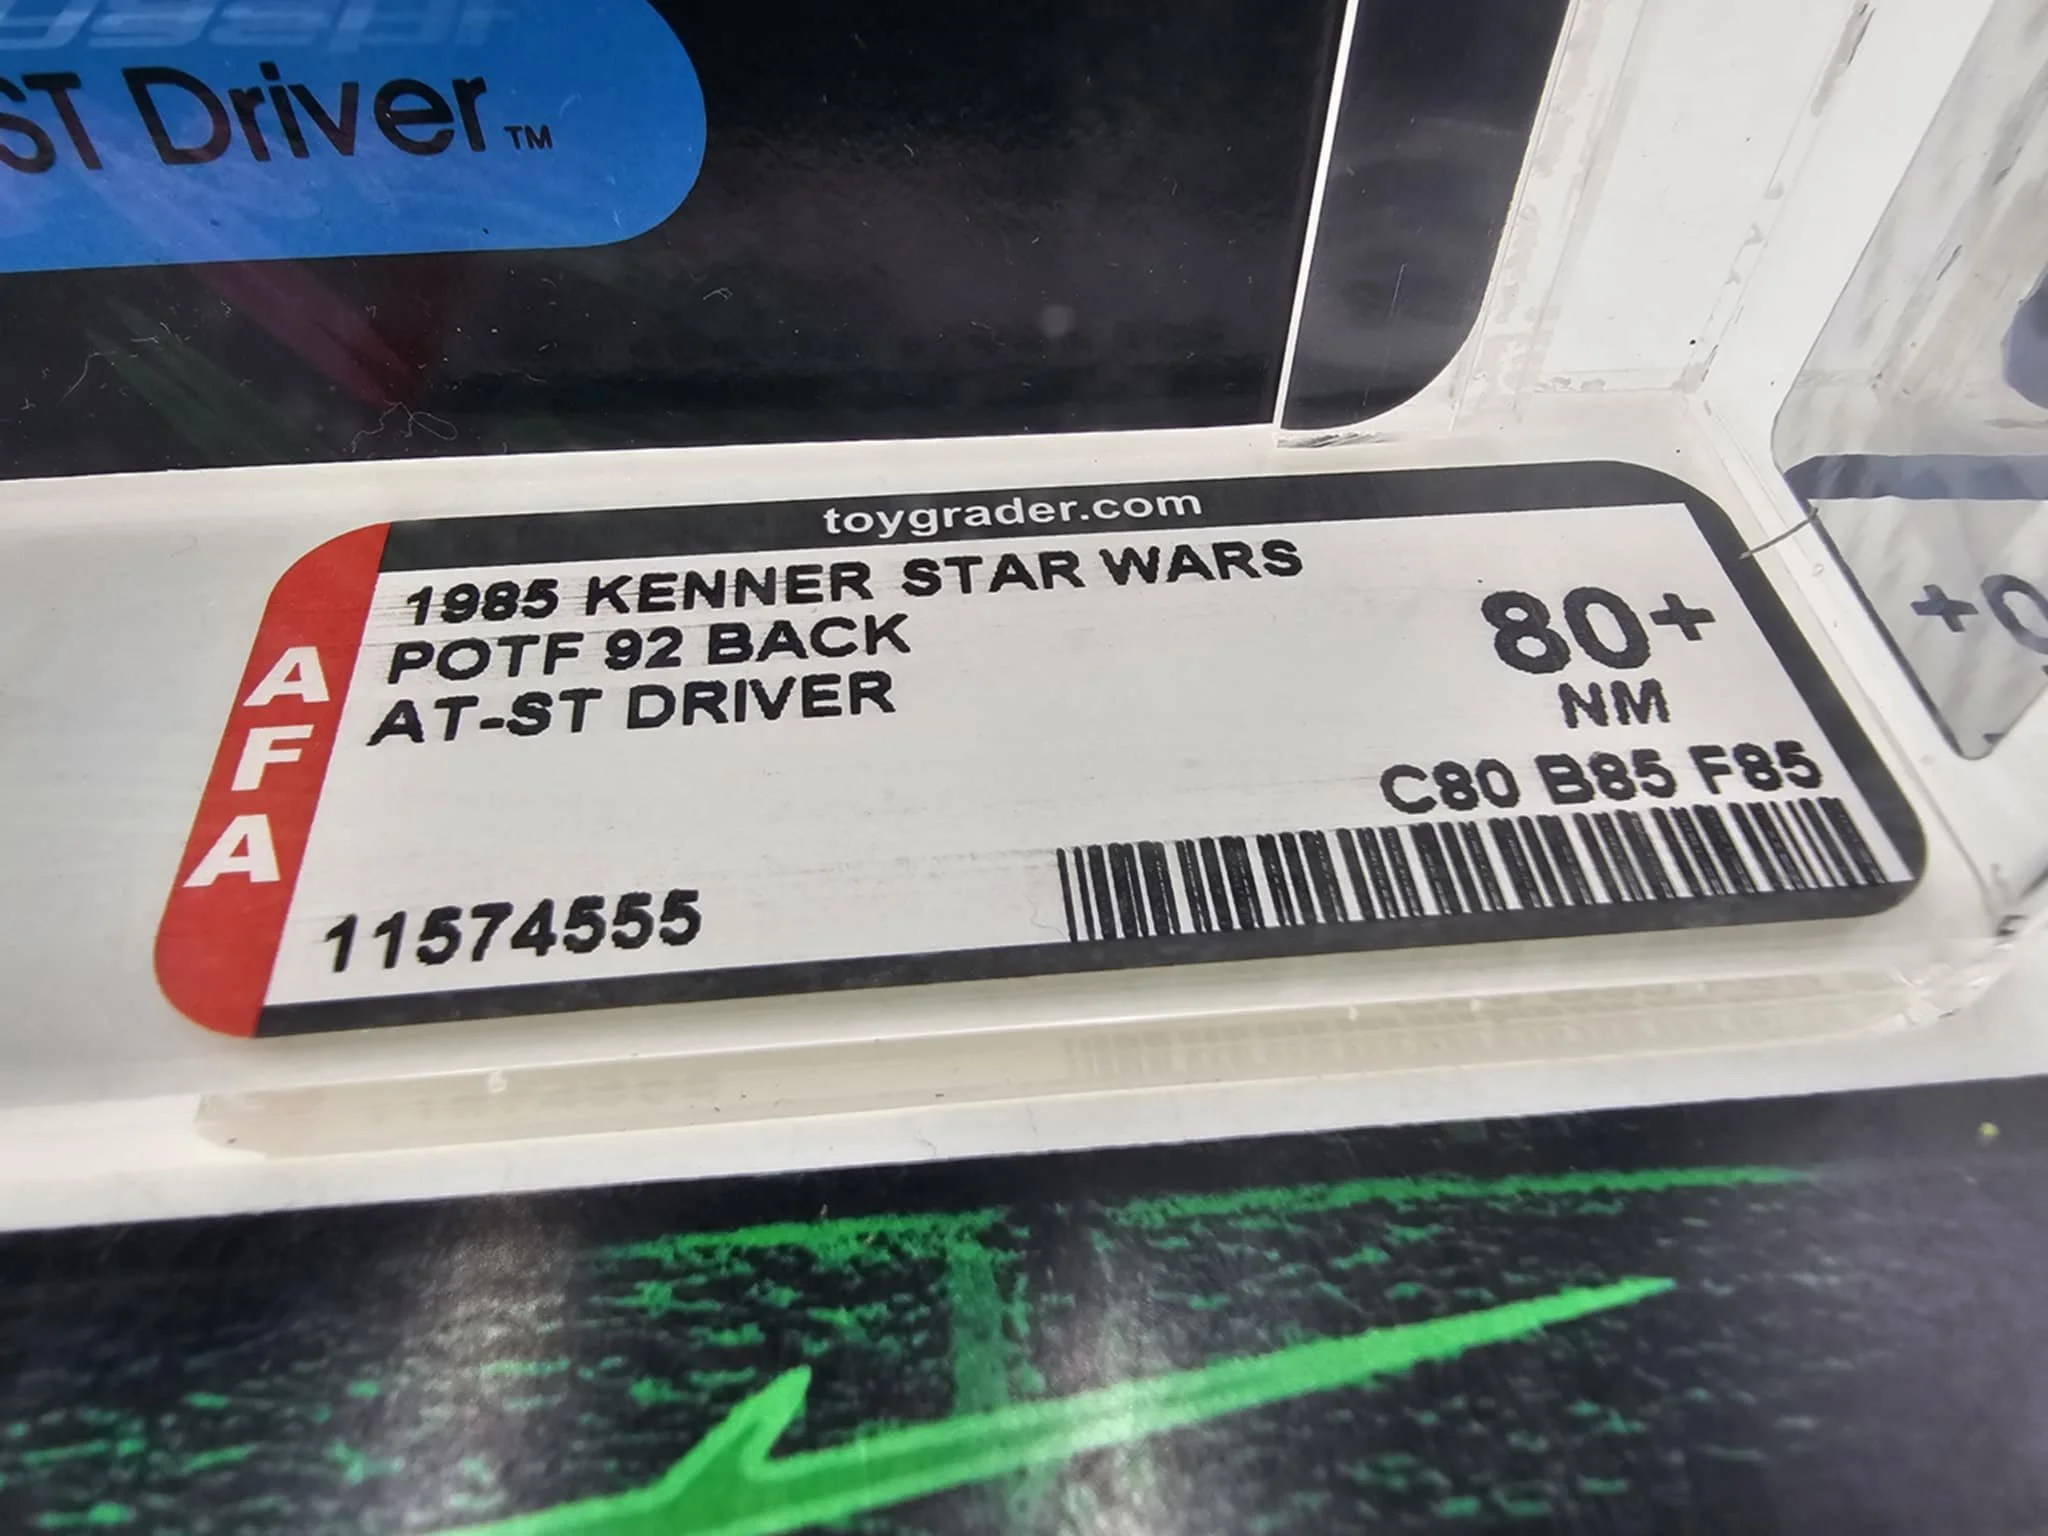 ST Driver™
toygrader.com
AFA
1985 KENNER STAR WARS
POTF 92 BACK
AT-ST DRIVER
80+
NM
C80 B85 F85
11574555